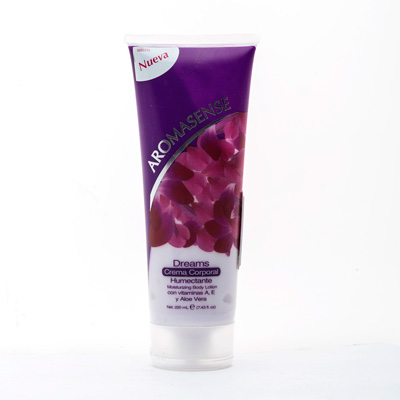 Nueva
AROMASENSE
Dreams
Crema Corporal
Humectante
Moisturizing Body Lotion
con vitaminas A, E
y Aloe Vera